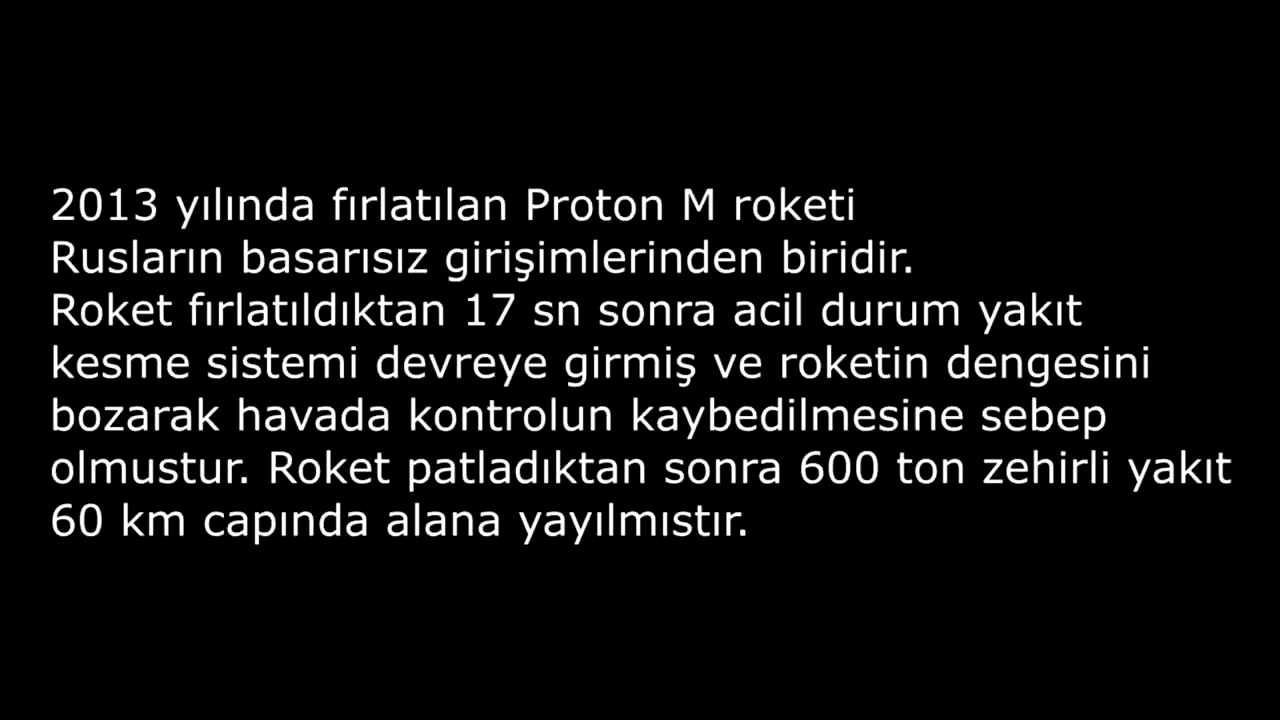 2013 yılında fırlatılan Proton M roketi
Rusların basarısız girişimlerinden biridir.
Roket fırlatıldıktan 17 sn sonra acil durum yakıt
kesme sistemi devreye girmiş ve roketin dengesini
bozarak havada kontrolun kaybedilmesine sebep
olmustur. Roket patladıktan sonra 600 ton zehirli yakıt
60 km capında alana yayılmıstır.